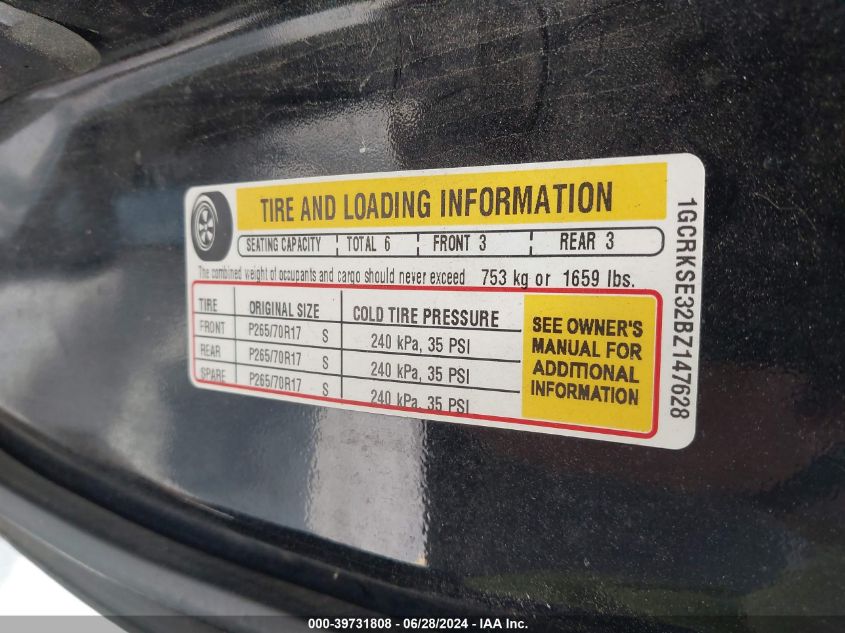 TIRE AND LOADING INFORMATION
SEATING CAPACITY TOTAL 6 FRONT 3 REAR 3
The combined weight of occupants and cargo should never exceed 753 kg or 1659 lbs.
TIRE ORIGINAL SIZE COLD TIRE PRESSURE
FRONT P265/70R17 S 240 kPa, 35 PSI
REAR P265/70R17 S 240 kPa, 35 PSI
SPARE P265/70R17 S 240 kPa, 35 PSI
SEE OWNER'S
MANUAL FOR
ADDITIONAL
INFORMATION
1GCRKSE32BZ147628
000-39731808 - 06/28/2024 - IAA Inc.